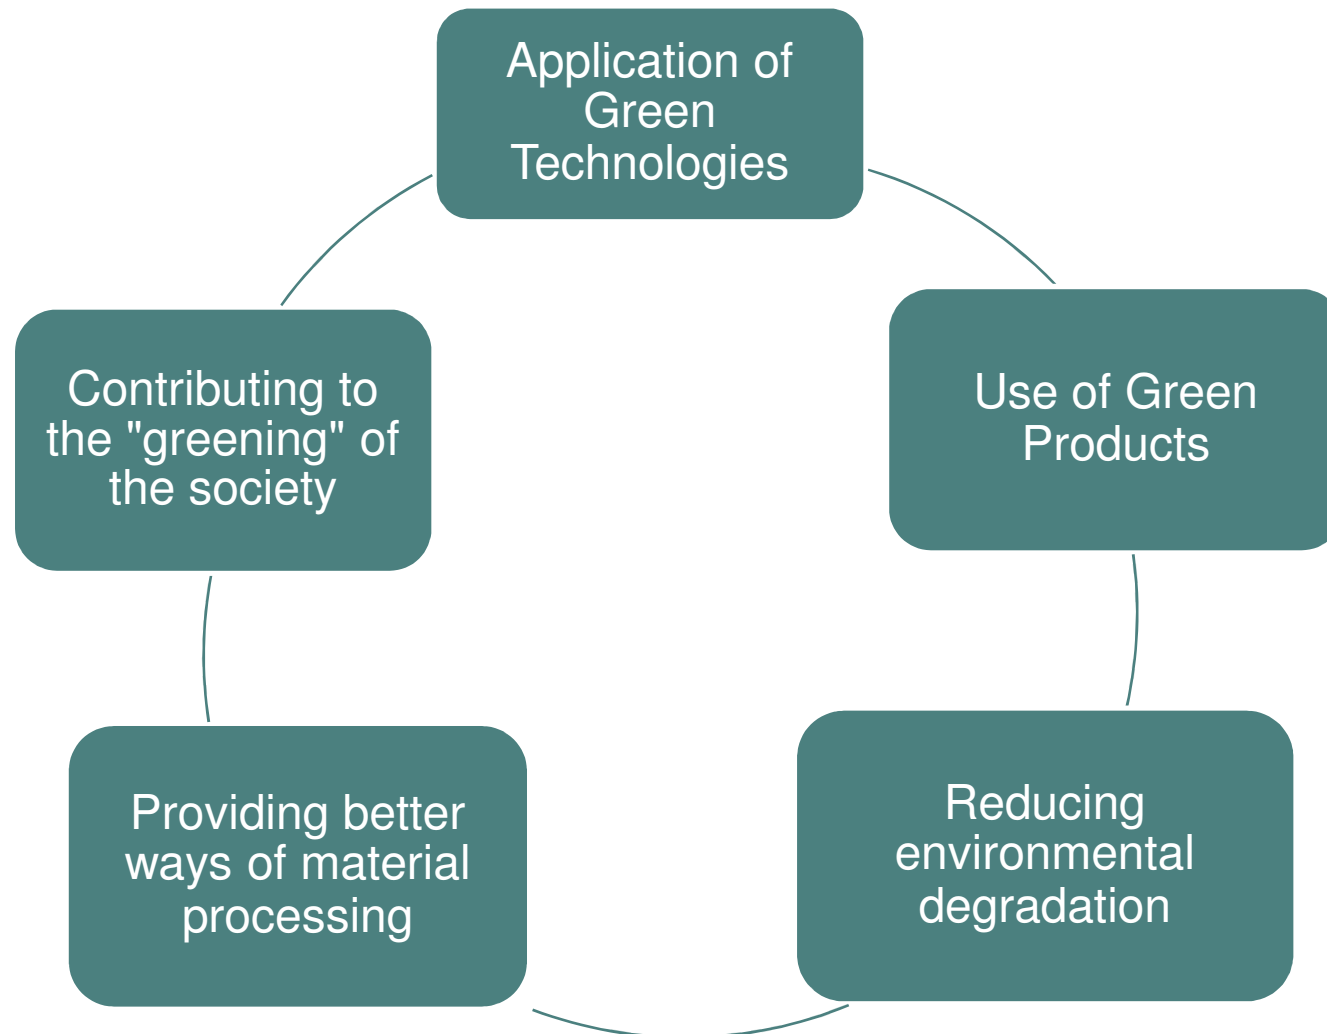 Application of
Green
Technologies
Use of Green
Products
Reducing
environmental
degradation
Providing better
ways of material
processing
Contributing to
the "greening" of
the society